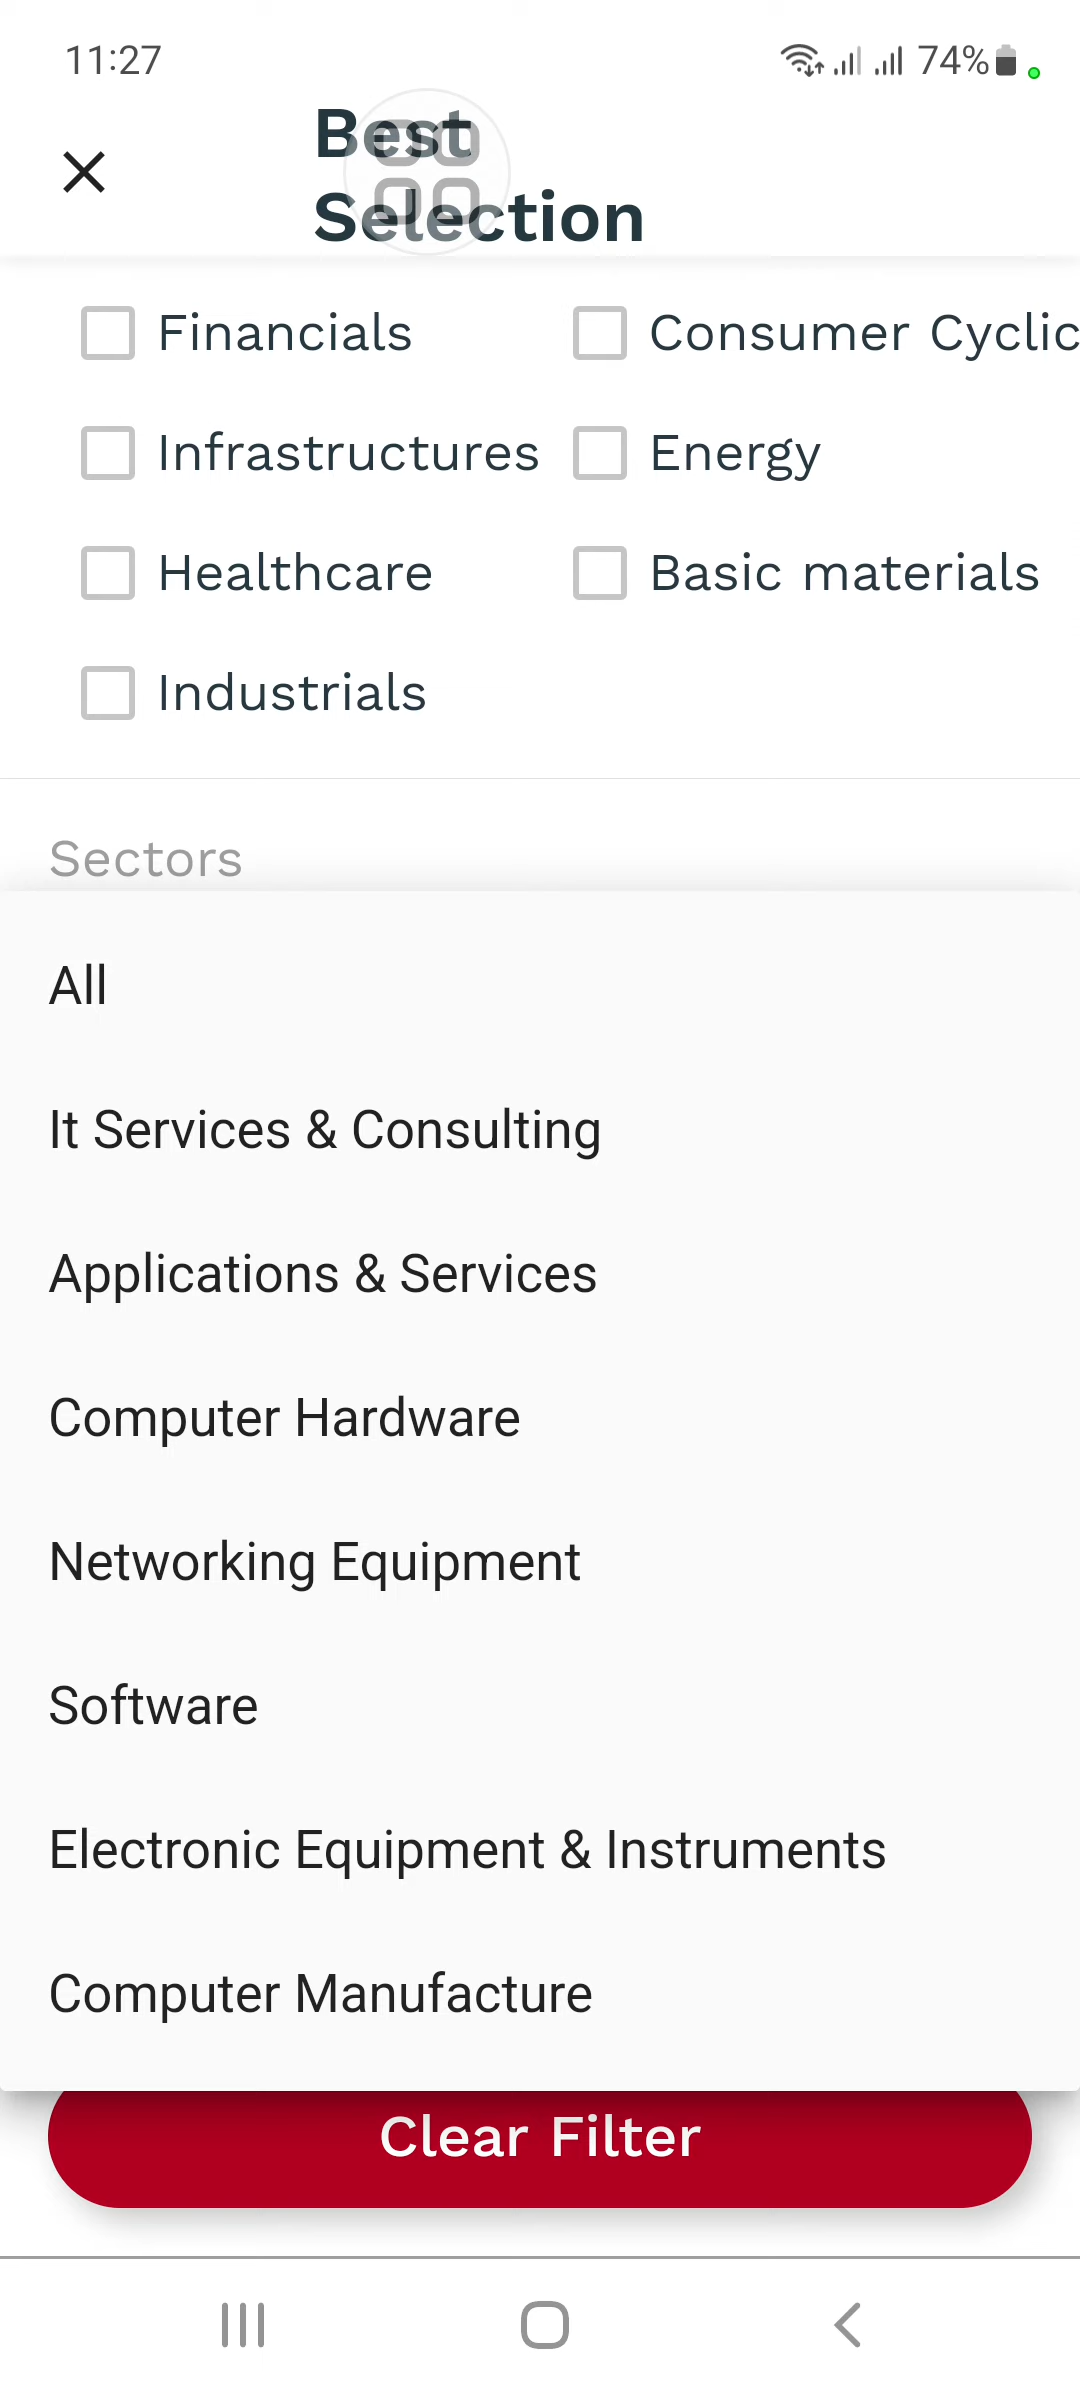 11:27
74%
Best
Selection
Financials
Consumer Cyclic
Infrastructures
Energy
Healthcare
Basic materials
Industrials
Sectors
All
It Services & Consulting
Applications & Services
Computer Hardware
Networking Equipment
Software
Electronic Equipment & Instruments
Computer Manufacture
Clear Filter